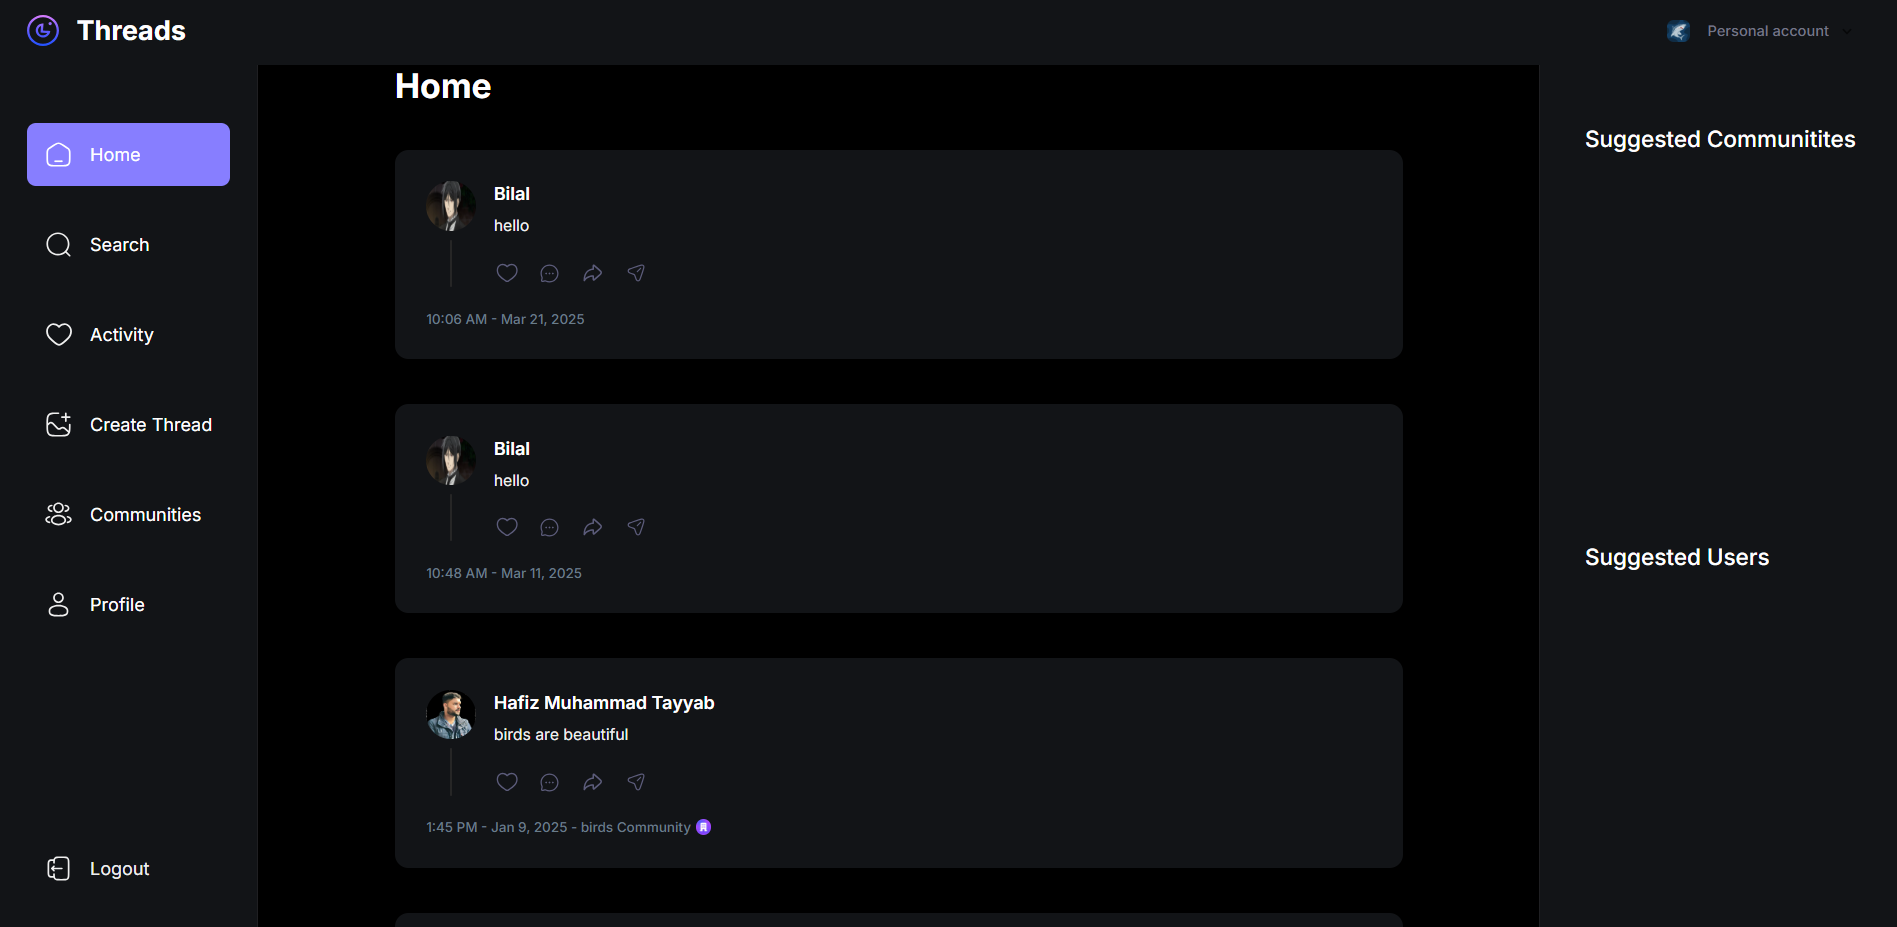 Threads
Personal account
Home
Search
Activity
Create Thread
Communities
Profile
Logout
Home
Bilal
hello
10:06 AM - Mar 21, 2025
Bilal
hello
10:48 AM - Mar 11, 2025
Hafiz Muhammad Tayyab
birds are beautiful
1:45 PM - Jan 9, 2025 - birds Community
Suggested Communitites
Suggested Users